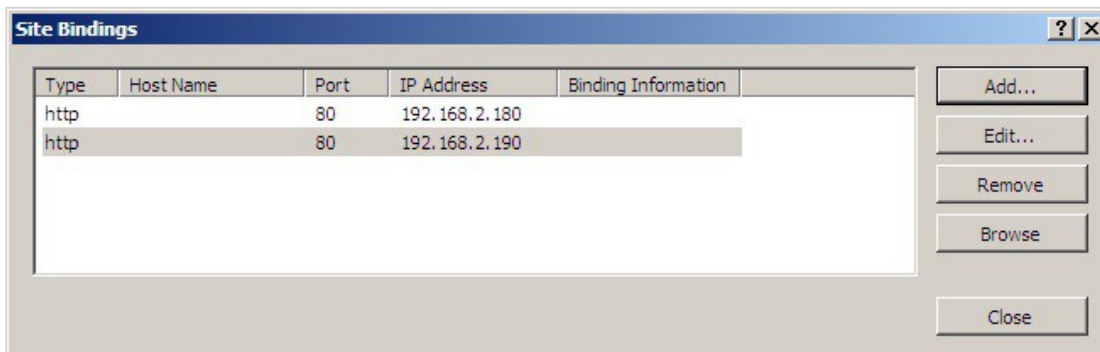 Site Bindings
Type Host Name Port IP Address Binding Information
http 80 192.168.2.180
http 80 192.168.2.190
Add...
Edit...
Remove
Browse
Close